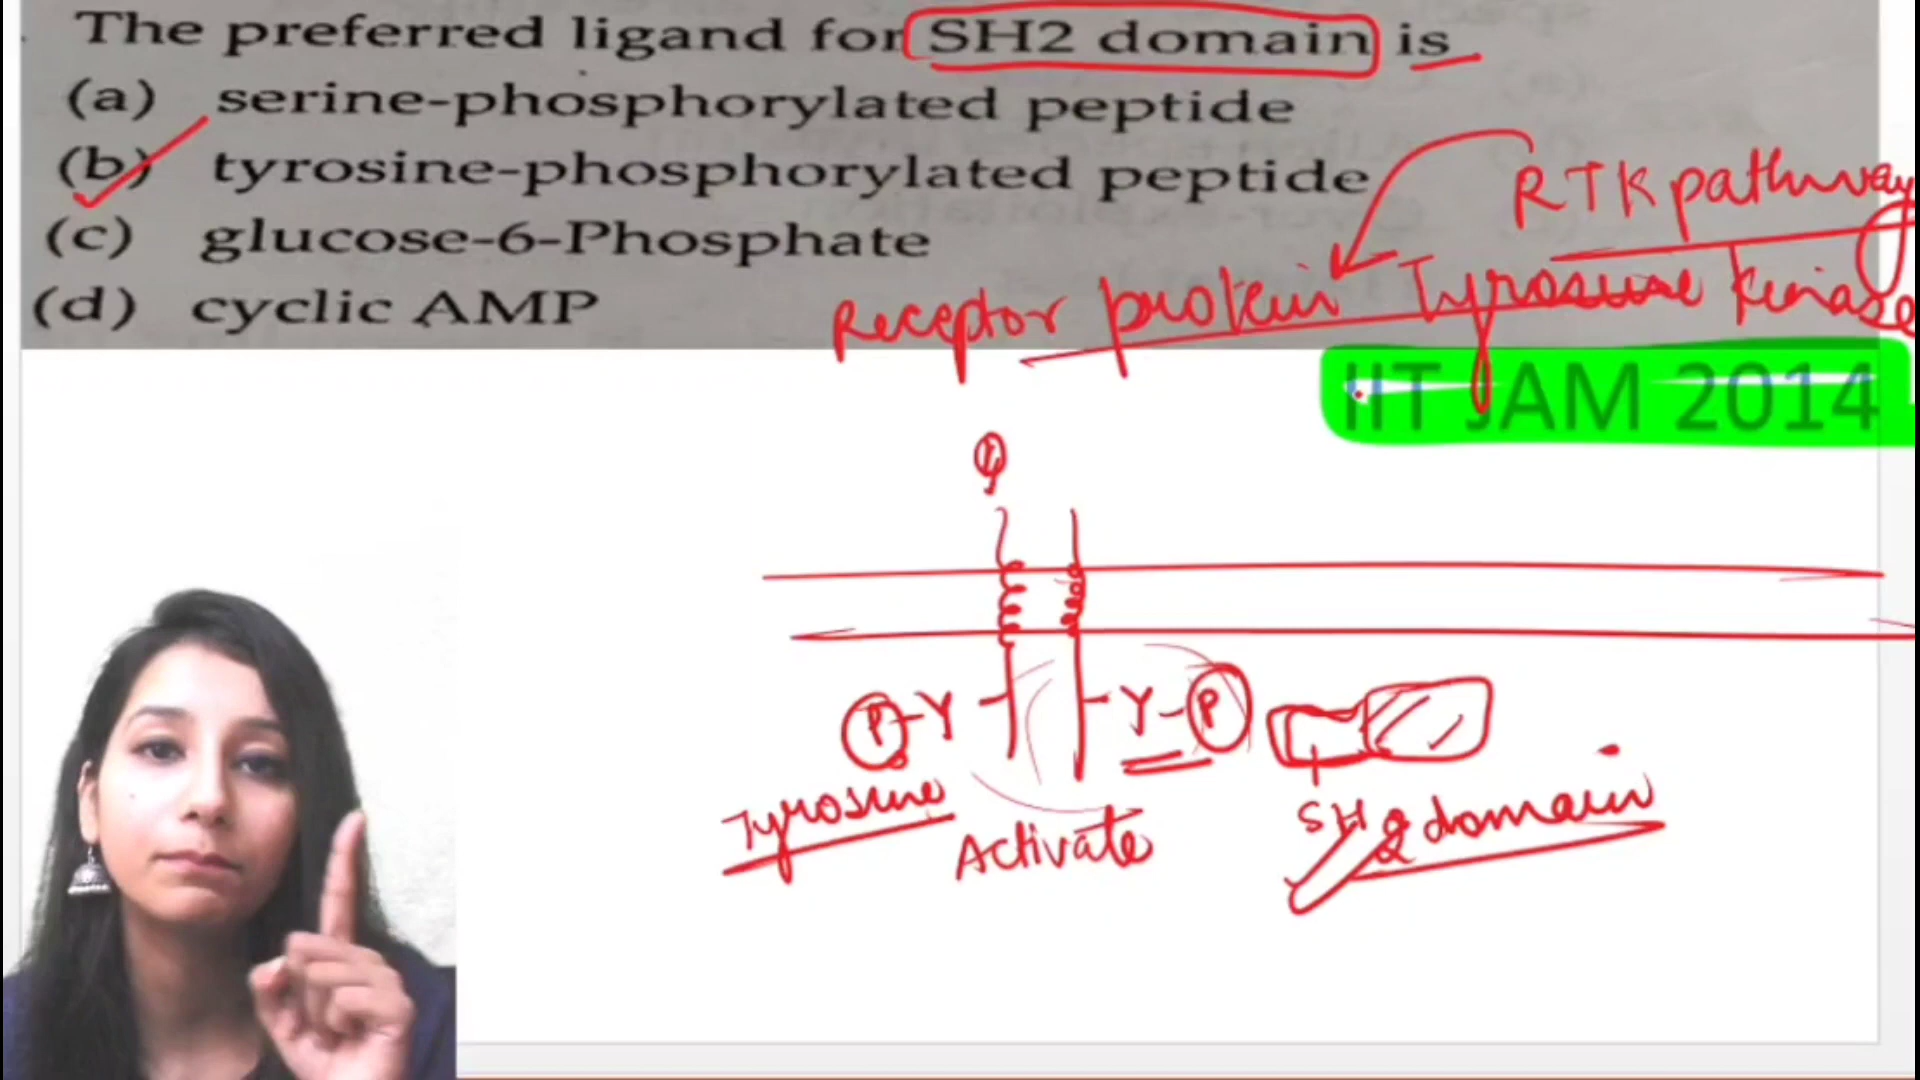 The preferred ligand for SH2 domain is
(a) serine-phosphorylated peptide
(b) tyrosine-phosphorylated peptide
(c) glucose-6-Phosphate
(d) cyclic AMP
RTK pathway
Receptor protein Tyrosine Kinase
IIT JAM 2014
P-Y
Y-P
Tyrosine
Activate
SH2 domain